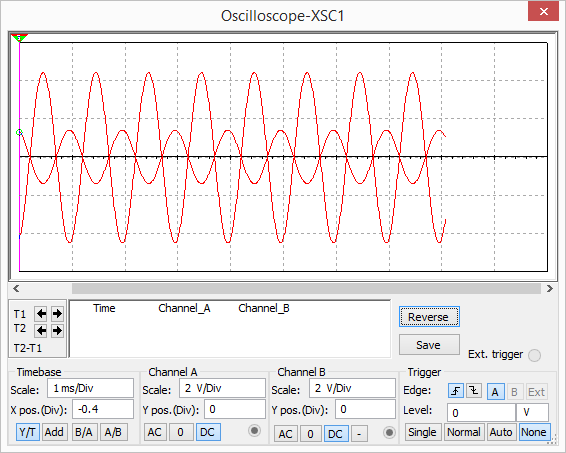 Oscilloscope-XSC1
Time Channel_A Channel_B
T1
T2
T2-T1
Reverse
Save
Ext. trigger
Timebase
Scale: 1 ms/Div
X pos.(Div): -0.4
Y/T Add B/A A/B
Channel A
Scale: 2 V/Div
Y pos.(Div): 0
AC 0 DC
Channel B
Scale: 2 V/Div
Y pos.(Div): 0
AC 0 DC -
Trigger
Edge: A B Ext
Level: 0 V
Single Normal Auto None